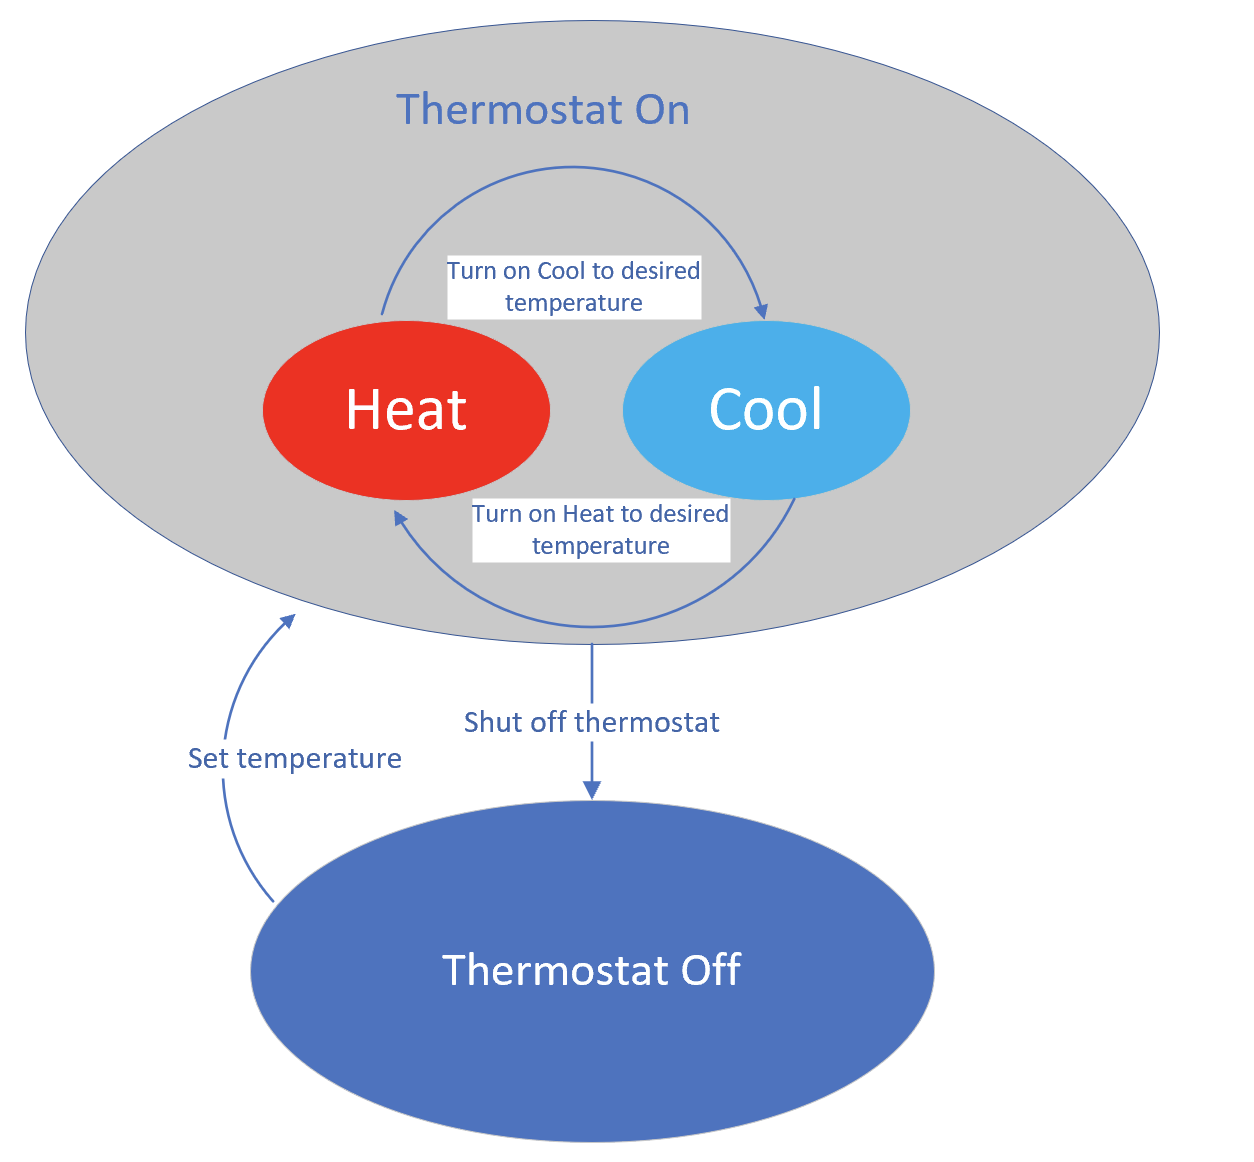 Thermostat On
Turn on Cool to desired
temperature
Heat
Cool
Turn on Heat to desired
temperature
Shut off thermostat
Set temperature
Thermostat Off